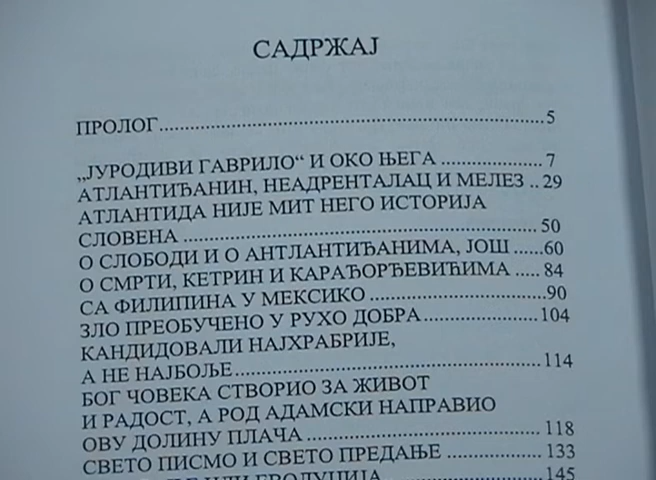 САДРЖАЈ
ПРОЛОГ............................................................5
„ЈУРОДИВИ ГАВРИЛО“ И ОКО ЊЕГА ................7
АТЛАНТИЂАНИН, НЕАДРЕНТАЛАЦ И МЕЛЕЗ .. 29
АТЛАНТИДА НИЈЕ МИТ НЕГО ИСТОРИЈА
СЛОВЕНА ........................................................ 50
О СЛОБОДИ И О АНТЛАНТИЂАНИМА, ЈОШ ......60
О СМРТИ, КЕТРИН И КАРАЂОРЂЕВИЋИМА ..... 84
СА ФИЛИПИНА У МЕКСИКО ...........................90
ЗЛО ПРЕОБУЧЕНО У РУХО ДОБРА.................. 104
КАНДИДОВАЛИ НАЈХРАБРИЈЕ,
А НЕ НАЈБОЉЕ................................................ 114
БОГ ЧОВЕКА СТВОРИО ЗА ЖИВОТ
И РАДОСТ, А РОД АДАМСКИ НАПРАВИО
ОВУ ДОЛИНУ ПЛАЧА ................................... 118
СВЕТО ПИСМО И СВЕТО ПРЕДАЊЕ ............... 133
ИЛИ ЕВОЛУЦИЈА ........................ 145